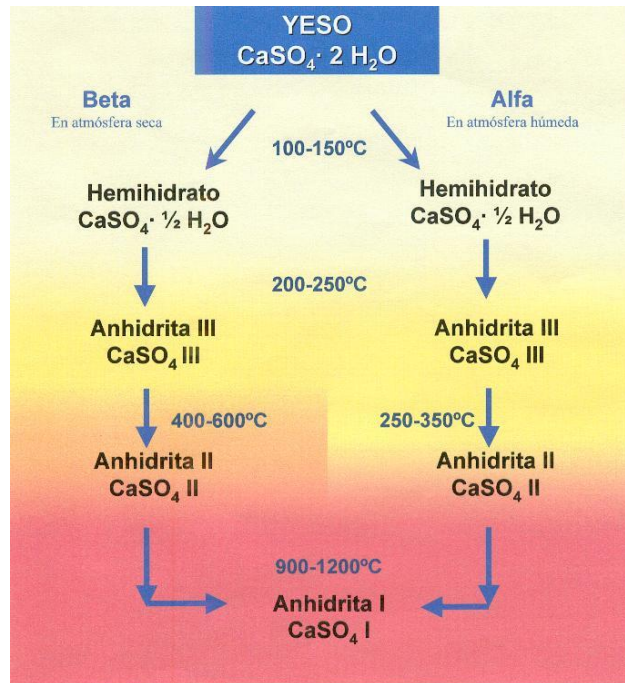 YESO
CaSO₄· 2 H₂O
Beta
En atmósfera seca
Alfa
En atmósfera húmeda
100-150ºC
Hemihidrato
CaSO₄· ½ H₂O
Hemihidrato
CaSO₄· ½ H₂O
200-250ºC
Anhidrita III
CaSO₄ III
Anhidrita III
CaSO₄ III
400-600ºC
250-350ºC
Anhidrita II
CaSO₄ II
Anhidrita II
CaSO₄ II
900-1200ºC
Anhidrita I
CaSO₄ I